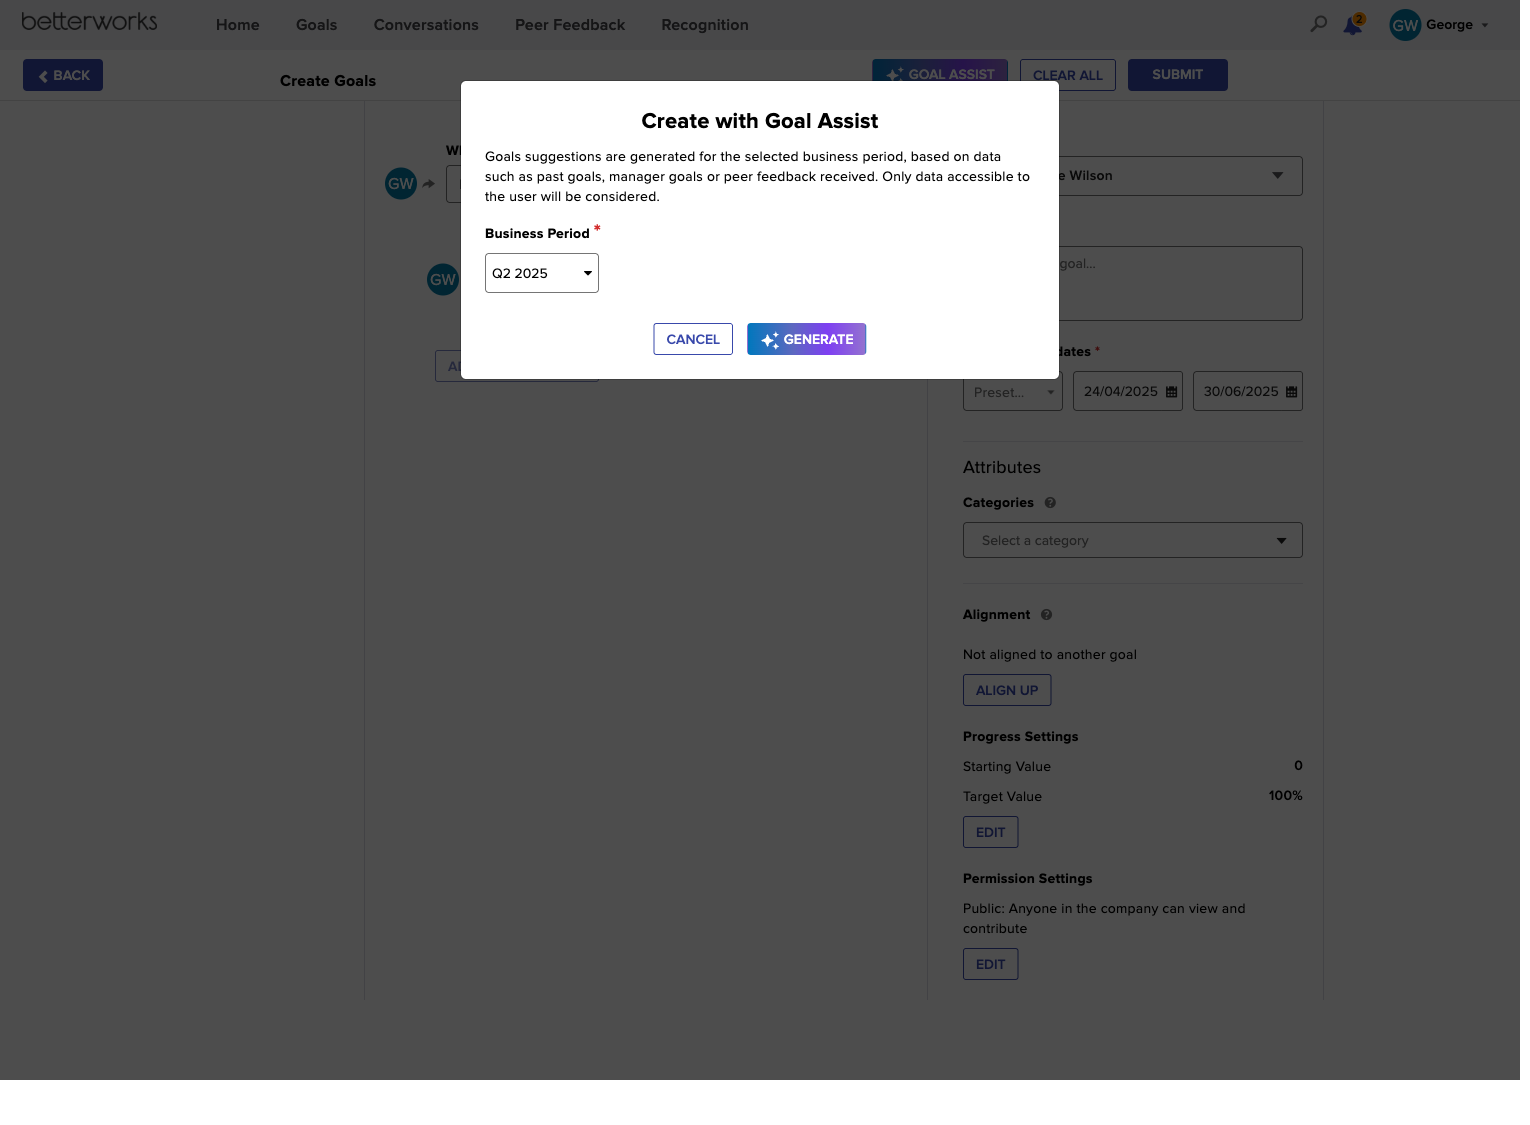 betterworks
Home
Goals
Conversations
Peer Feedback
Recognition
2
GW
George
BACK
Create Goals
GOAL ASSIST
CLEAR ALL
SUBMIT
Create with Goal Assist
Goals suggestions are generated for the selected business period, based on data
such as past goals, manager goals or peer feedback received. Only data accessible to
the user will be considered.
Business Period *
Q2 2025
CANCEL
GENERATE
GW
Wilson
GW
goal...
dates *
Preset...
24/04/2025
30/06/2025
Attributes
Categories
Select a category
Alignment
Not aligned to another goal
ALIGN UP
Progress Settings
Starting Value
0
Target Value
100%
EDIT
Permission Settings
Public: Anyone in the company can view and
contribute
EDIT